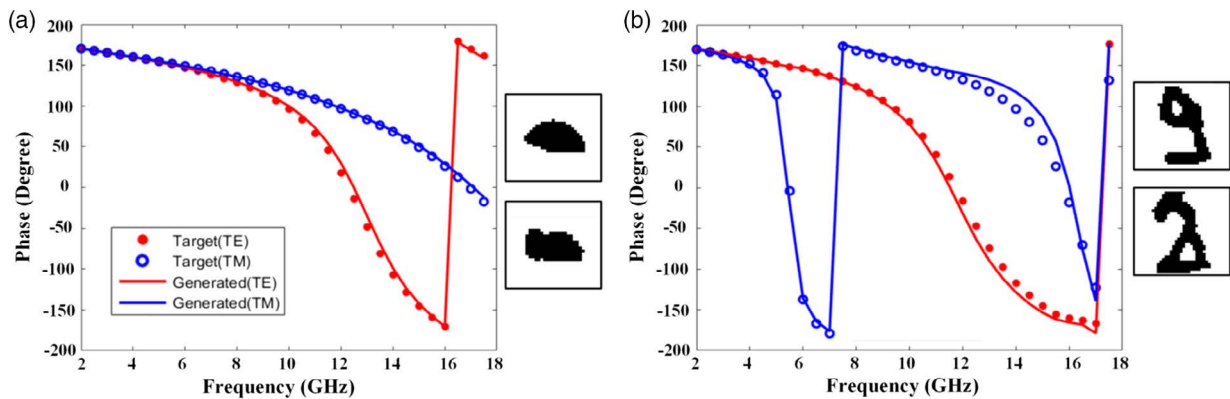 (a)
200
150
100
50
0
-50
-100
-150
-200
Phase (Degree)
2 4 6 8 10 12 14 16 18
Frequency (GHz)
Target(TE)
Target(TM)
Generated(TE)
Generated(TM)
(b)
200
150
100
50
0
-50
-100
-150
-200
Phase (Degree)
2 4 6 8 10 12 14 16 18
Frequency (GHz)